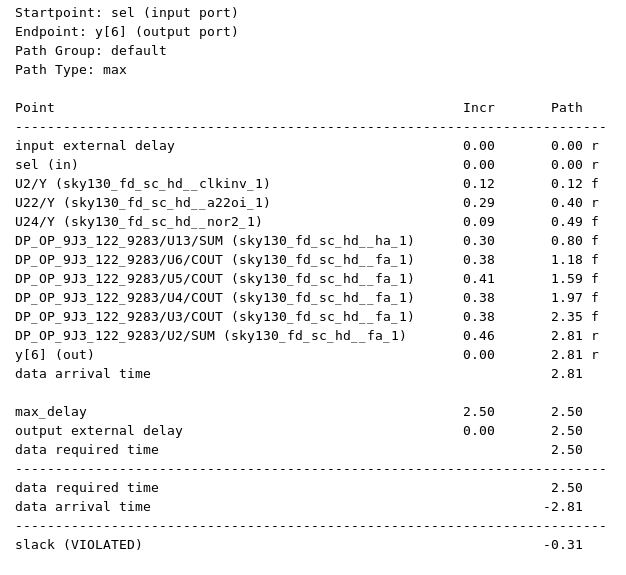 Startpoint: sel (input port)
Endpoint: y[6] (output port)
Path Group: default
Path Type: max
Point Incr Path
--------------------------------------------------------------------------
input external delay 0.00 0.00 r
sel (in) 0.00 0.00 r
U2/Y (sky130_fd_sc_hd__clkinv_1) 0.12 0.12 f
U22/Y (sky130_fd_sc_hd__a22oi_1) 0.29 0.40 r
U24/Y (sky130_fd_sc_hd__nor2_1) 0.09 0.49 f
DP_OP_9J3_122_9283/U13/SUM (sky130_fd_sc_hd__ha_1) 0.30 0.80 f
DP_OP_9J3_122_9283/U6/COUT (sky130_fd_sc_hd__fa_1) 0.38 1.18 f
DP_OP_9J3_122_9283/U5/COUT (sky130_fd_sc_hd__fa_1) 0.41 1.59 f
DP_OP_9J3_122_9283/U4/COUT (sky130_fd_sc_hd__fa_1) 0.38 1.97 f
DP_OP_9J3_122_9283/U3/COUT (sky130_fd_sc_hd__fa_1) 0.38 2.35 f
DP_OP_9J3_122_9283/U2/SUM (sky130_fd_sc_hd__fa_1) 0.46 2.81 r
y[6] (out) 0.00 2.81 r
data arrival time 2.81
max_delay 2.50 2.50
output external delay 0.00 2.50
data required time 2.50
--------------------------------------------------------------------------
data required time 2.50
data arrival time -2.81
--------------------------------------------------------------------------
slack (VIOLATED) -0.31